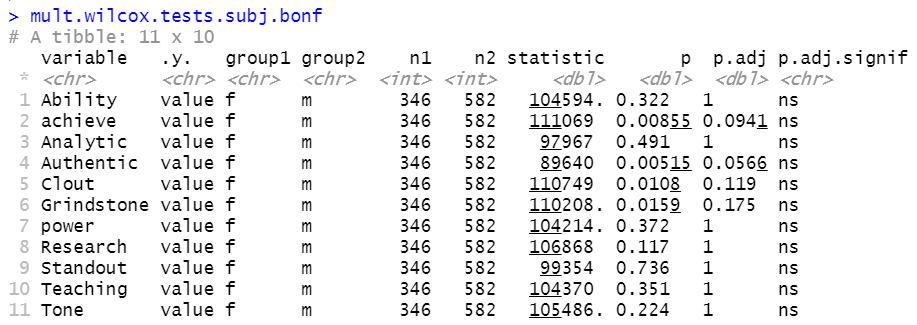 > mult.wilcox.tests.subj.bonf
# A tibble: 11 x 10
variable .y. group1 group2 n1 n2 statistic p p.adj p.adj.signif
* <chr> <chr> <chr> <chr> <int> <int> <dbl> <dbl> <dbl> <chr>
1 Ability value f m 346 582 104594. 0.322 1 ns
2 achieve value f m 346 582 111069 0.00855 0.0941 ns
3 Analytic value f m 346 582 97967 0.491 1 ns
4 Authentic value f m 346 582 89640 0.00515 0.0566 ns
5 Clout value f m 346 582 110749 0.0108 0.119 ns
6 Grindstone value f m 346 582 110208. 0.0159 0.175 ns
7 power value f m 346 582 104214. 0.372 1 ns
8 Research value f m 346 582 106868 0.117 1 ns
9 Standout value f m 346 582 99354 0.736 1 ns
10 Teaching value f m 346 582 104370 0.351 1 ns
11 Tone value f m 346 582 105486. 0.224 1 ns